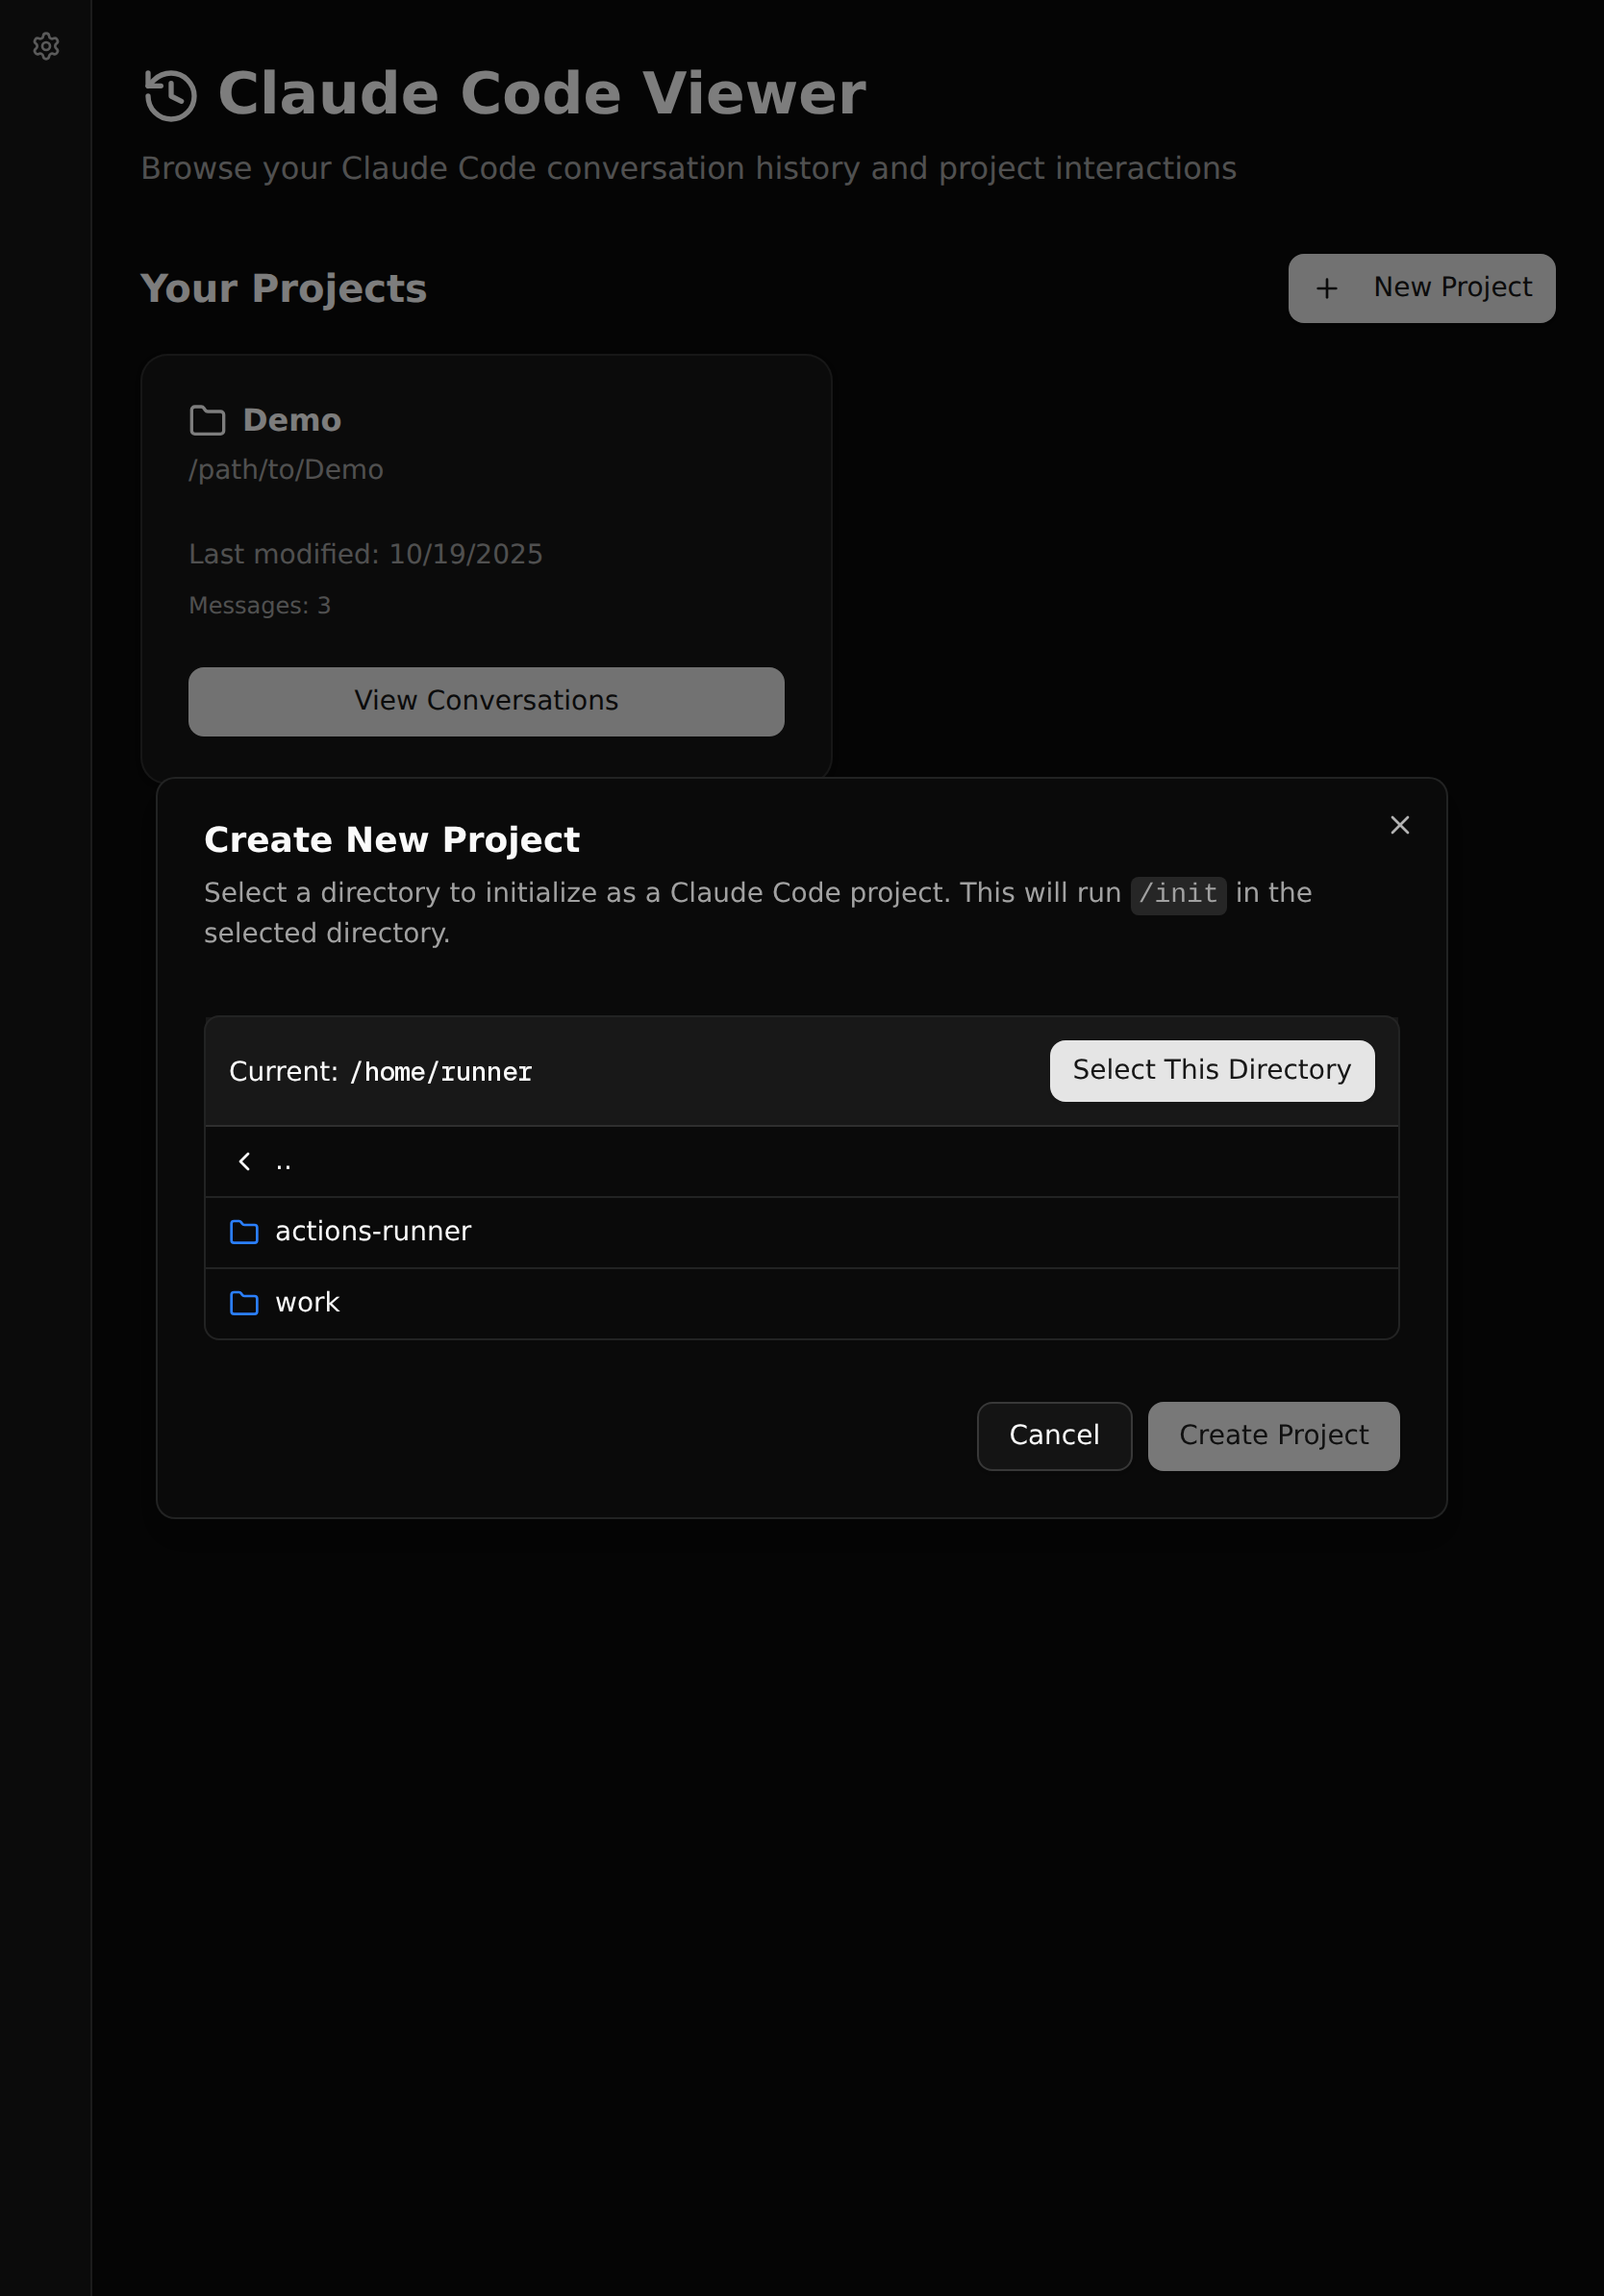 Claude Code Viewer
Browse your Claude Code conversation history and project interactions
Your Projects
New Project
Demo
/path/to/Demo
Last modified: 10/19/2025
Messages: 3
View Conversations
Create New Project
Select a directory to initialize as a Claude Code project. This will run /init in the
selected directory.
Current: /home/runner
Select This Directory
..
actions-runner
work
Cancel
Create Project